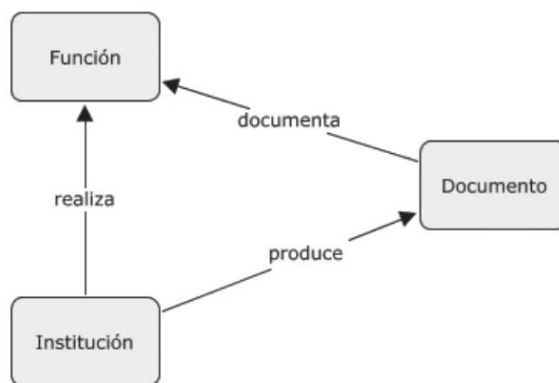 Función
documenta
Documento
realiza
produce
Institución